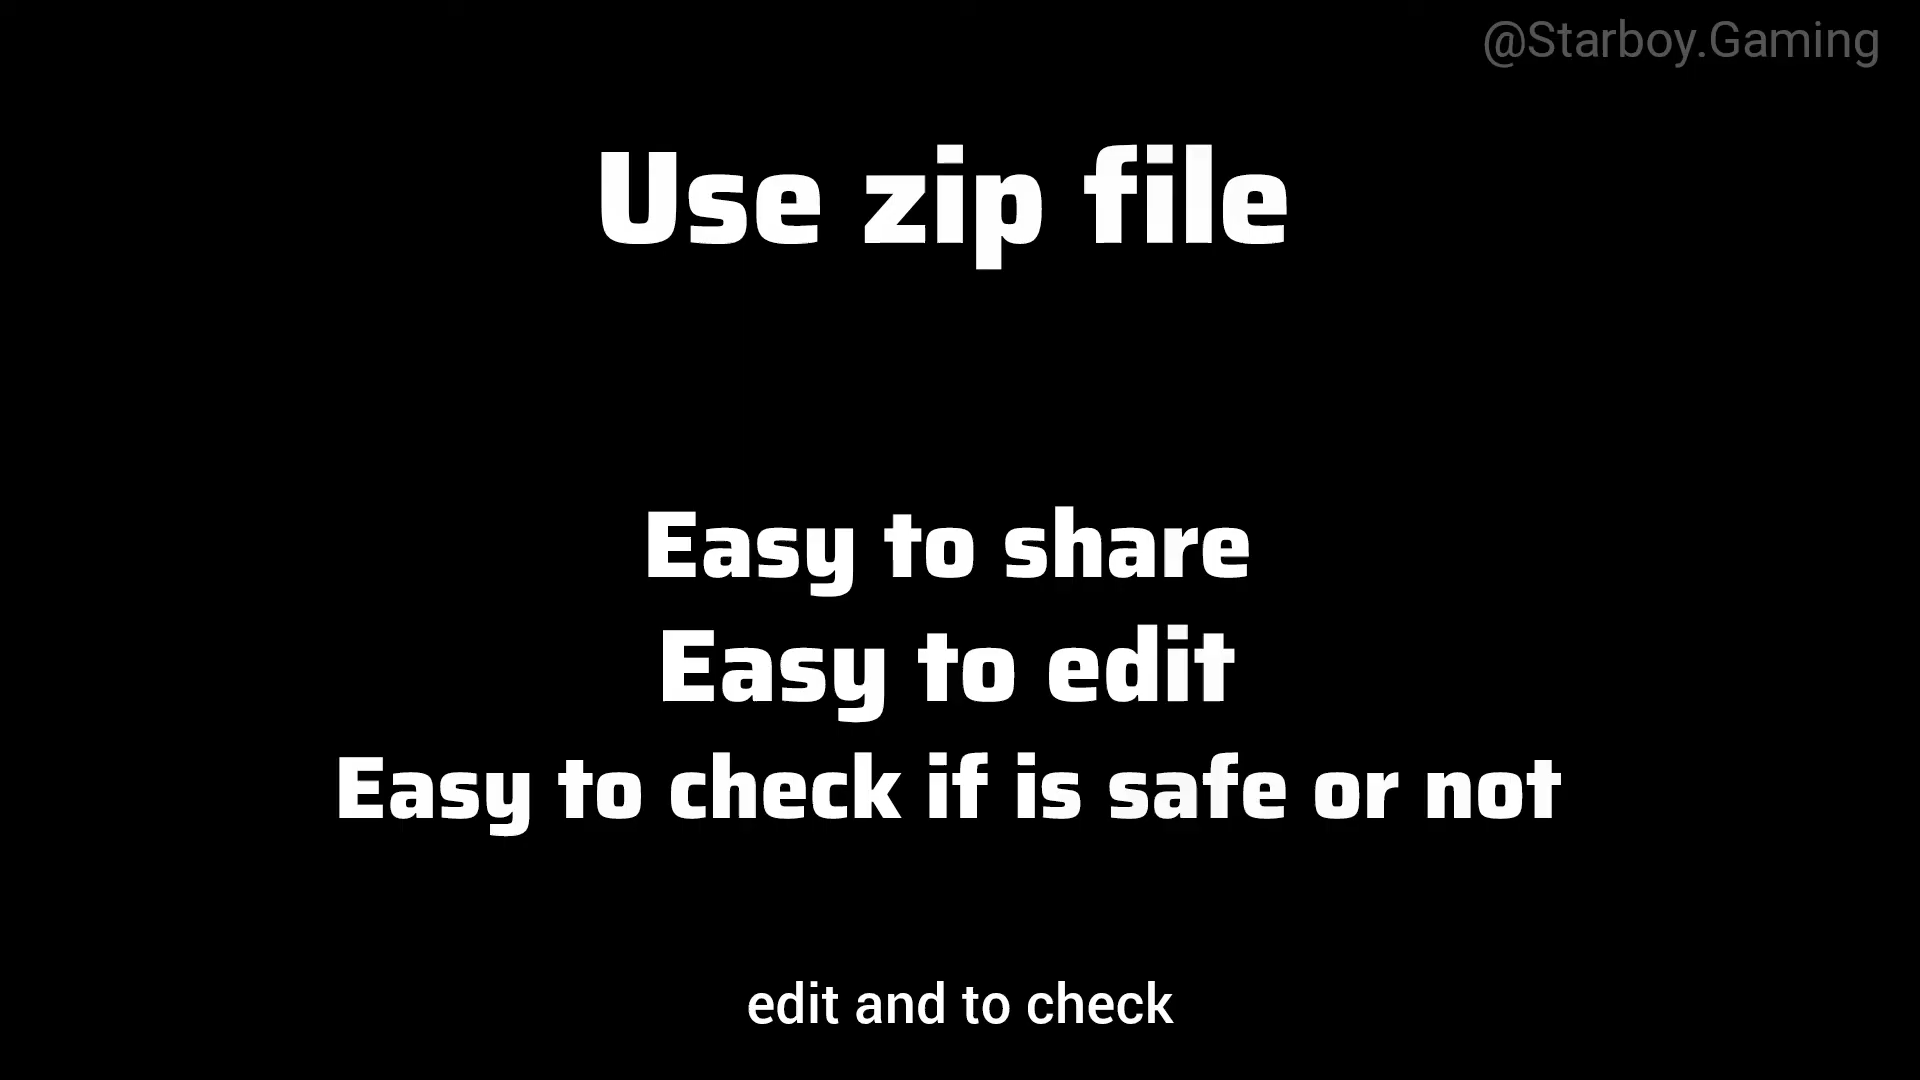 @Starboy.Gaming
Use zip file
Easy to share
Easy to edit
Easy to check if is safe or not
edit and to check